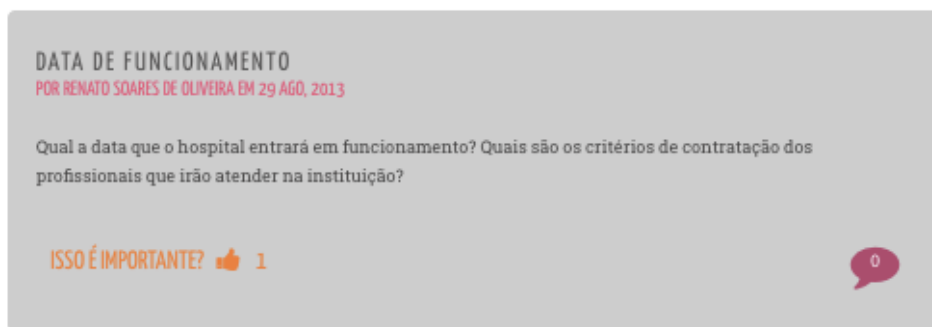 DATA DE FUNCIONAMENTO
POR RENATO SOARES DE OLIVEIRA EM 29 AGO, 2013
Qual a data que o hospital entrará em funcionamento? Quais são os critérios de contratação dos
profissionais que irão atender na instituição?
ISSO É IMPORTANTE? 1
0